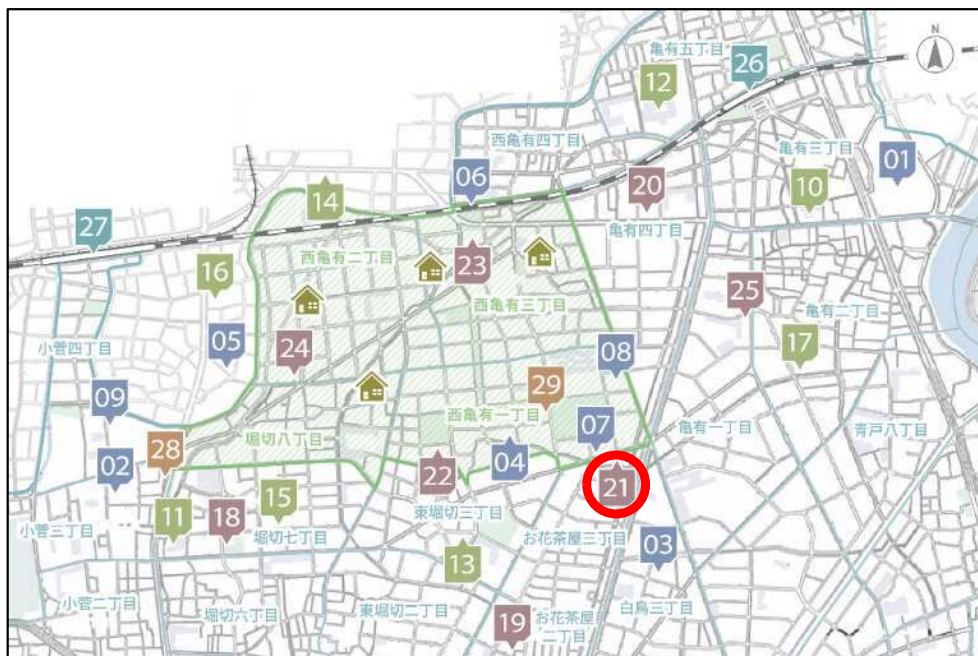 N
亀有五丁目
26
12
西亀有四丁目
亀有三丁目
01
06
20
10
14
27
亀有四丁目
西亀有二丁目
23
16
25
西亀有三丁目
亀有二丁目
小菅四丁目
05
24
08
17
09
29
西亀有一丁目
07
亀有一丁目
青戸八丁目
堀切八丁目
28
02
04
22
21
15
11
18
東堀切三丁目
小菅三丁目
堀切七丁目
お花茶屋三丁目
03
13
小菅二丁目
堀切六丁目
東堀切二丁目
19
お花茶屋
二丁目
白鳥三丁目